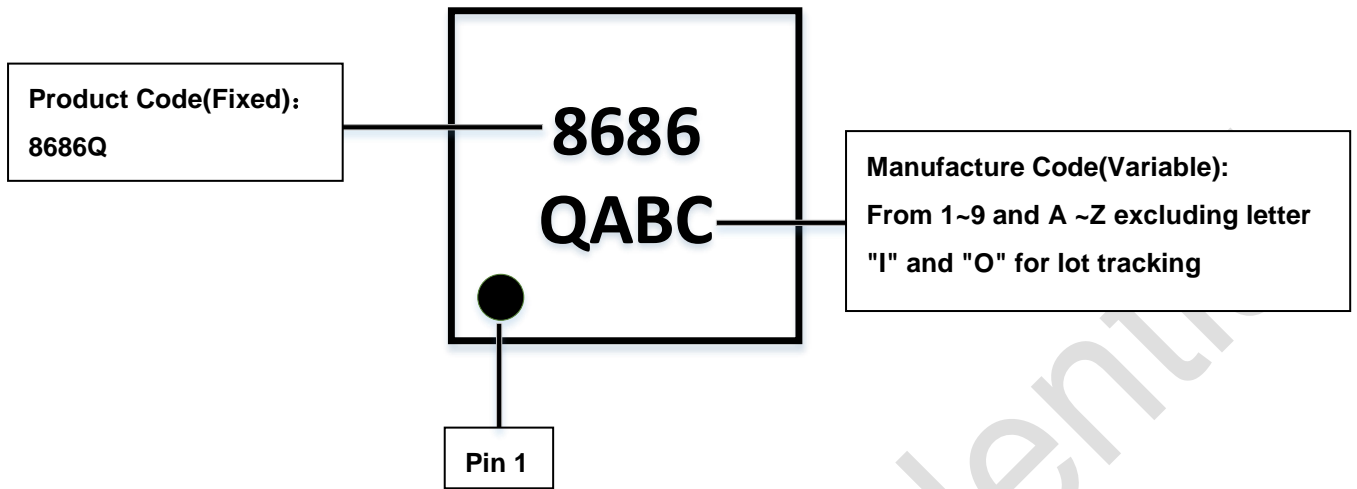 Product Code(Fixed)：
8686Q
8686
QABC
Manufacture Code(Variable):
From 1~9 and A ~Z excluding letter
"I" and "O" for lot tracking
Pin 1